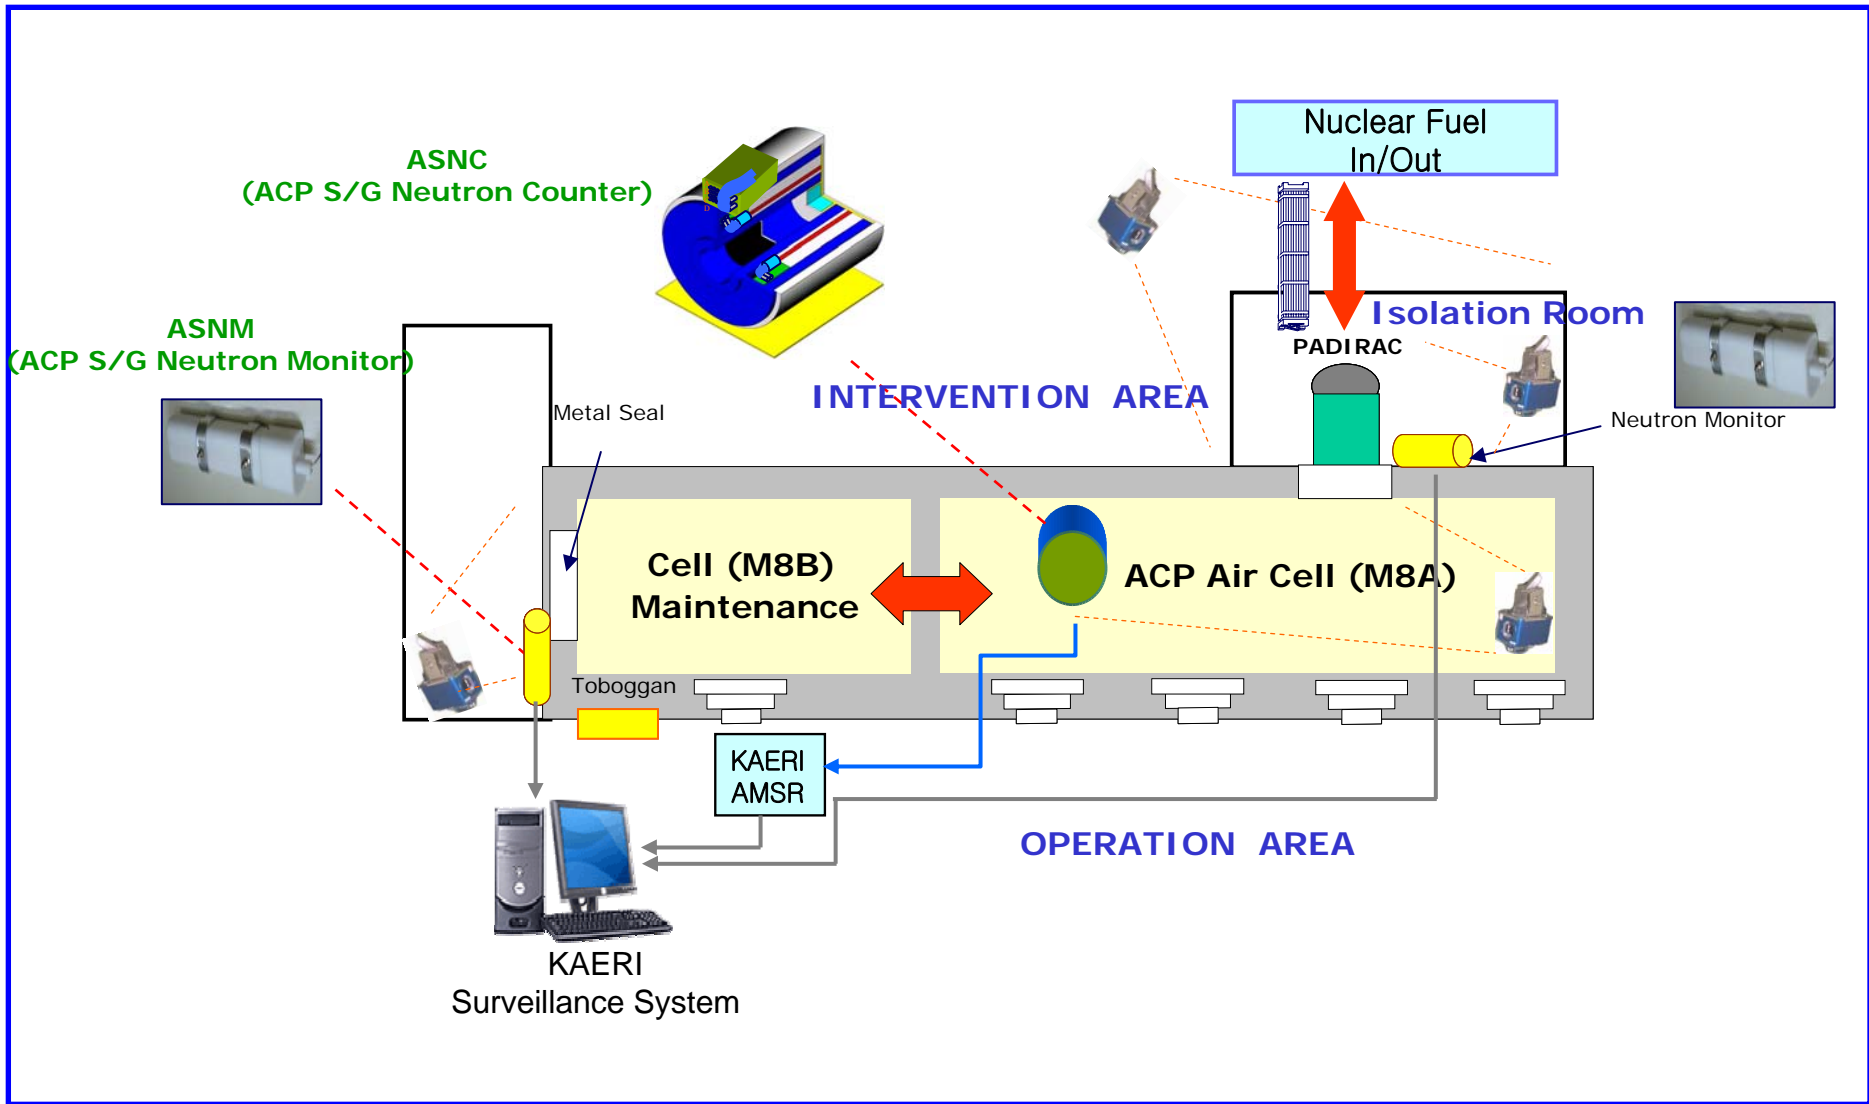 Nuclear Fuel
In/Out
ASNC
(ACP S/G Neutron Counter)
Isolation Room
ASNM
(ACP S/G Neutron Monitor)
PADIRAC
INTERVENTION AREA
Metal Seal
Neutron Monitor
Cell (M8B)
Maintenance
ACP Air Cell (M8A)
Toboggan
KAERI
AMSR
OPERATION AREA
KAERI
Surveillance System